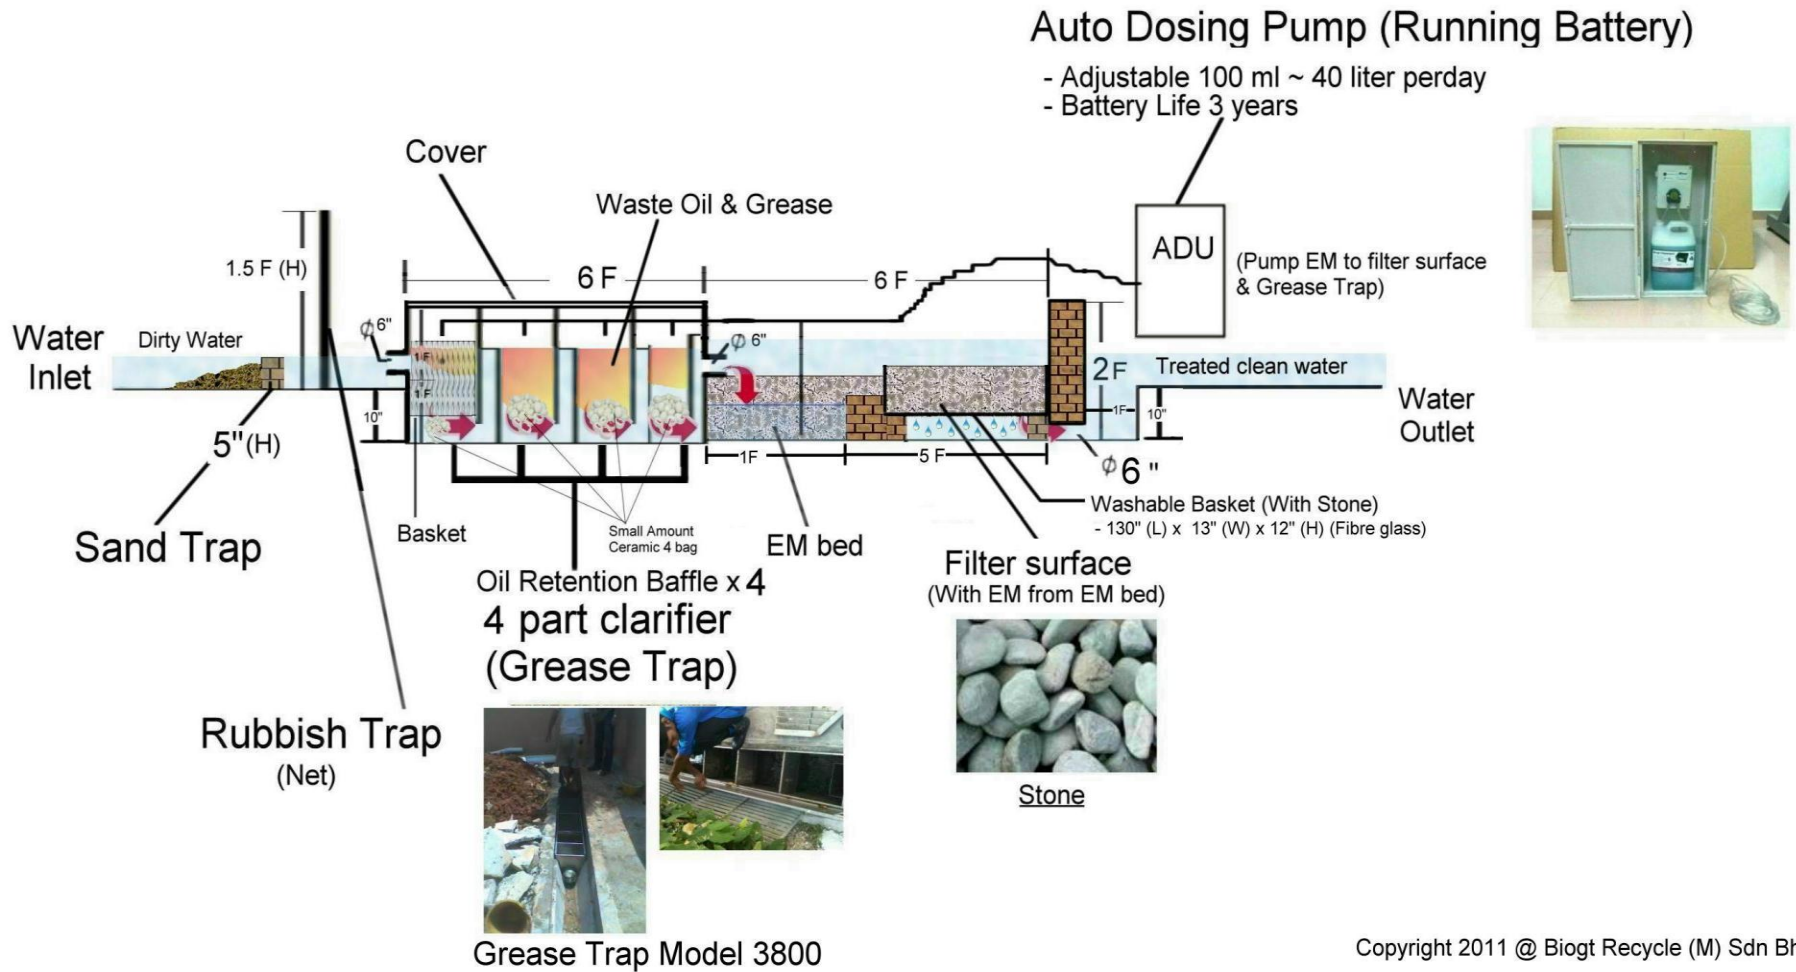 Auto Dosing Pump (Running Battery)
- Adjustable 100 ml ~ 40 liter perday
- Battery Life 3 years
Cover
Waste Oil & Grease
1.5 F (H)
6 F
6 F
ADU
(Pump EM to filter surface
& Grease Trap)
Water
Inlet
Dirty Water
ϕ 6"
ϕ 6"
1 F
1 F
10"
2F
Treated clean water
1F
10"
Water
Outlet
5" (H)
1F
5 F
ϕ 6 "
Sand Trap
Basket
Small Amount
Ceramic 4 bag
EM bed
Washable Basket (With Stone)
- 130" (L) x 13" (W) x 12" (H) (Fibre glass)
Filter surface
(With EM from EM bed)
Oil Retention Baffle x 4
4 part clarifier
(Grease Trap)
Rubbish Trap
(Net)
Stone
Grease Trap Model 3800
Copyright 2011 @ Biogt Recycle (M) Sdn Bh